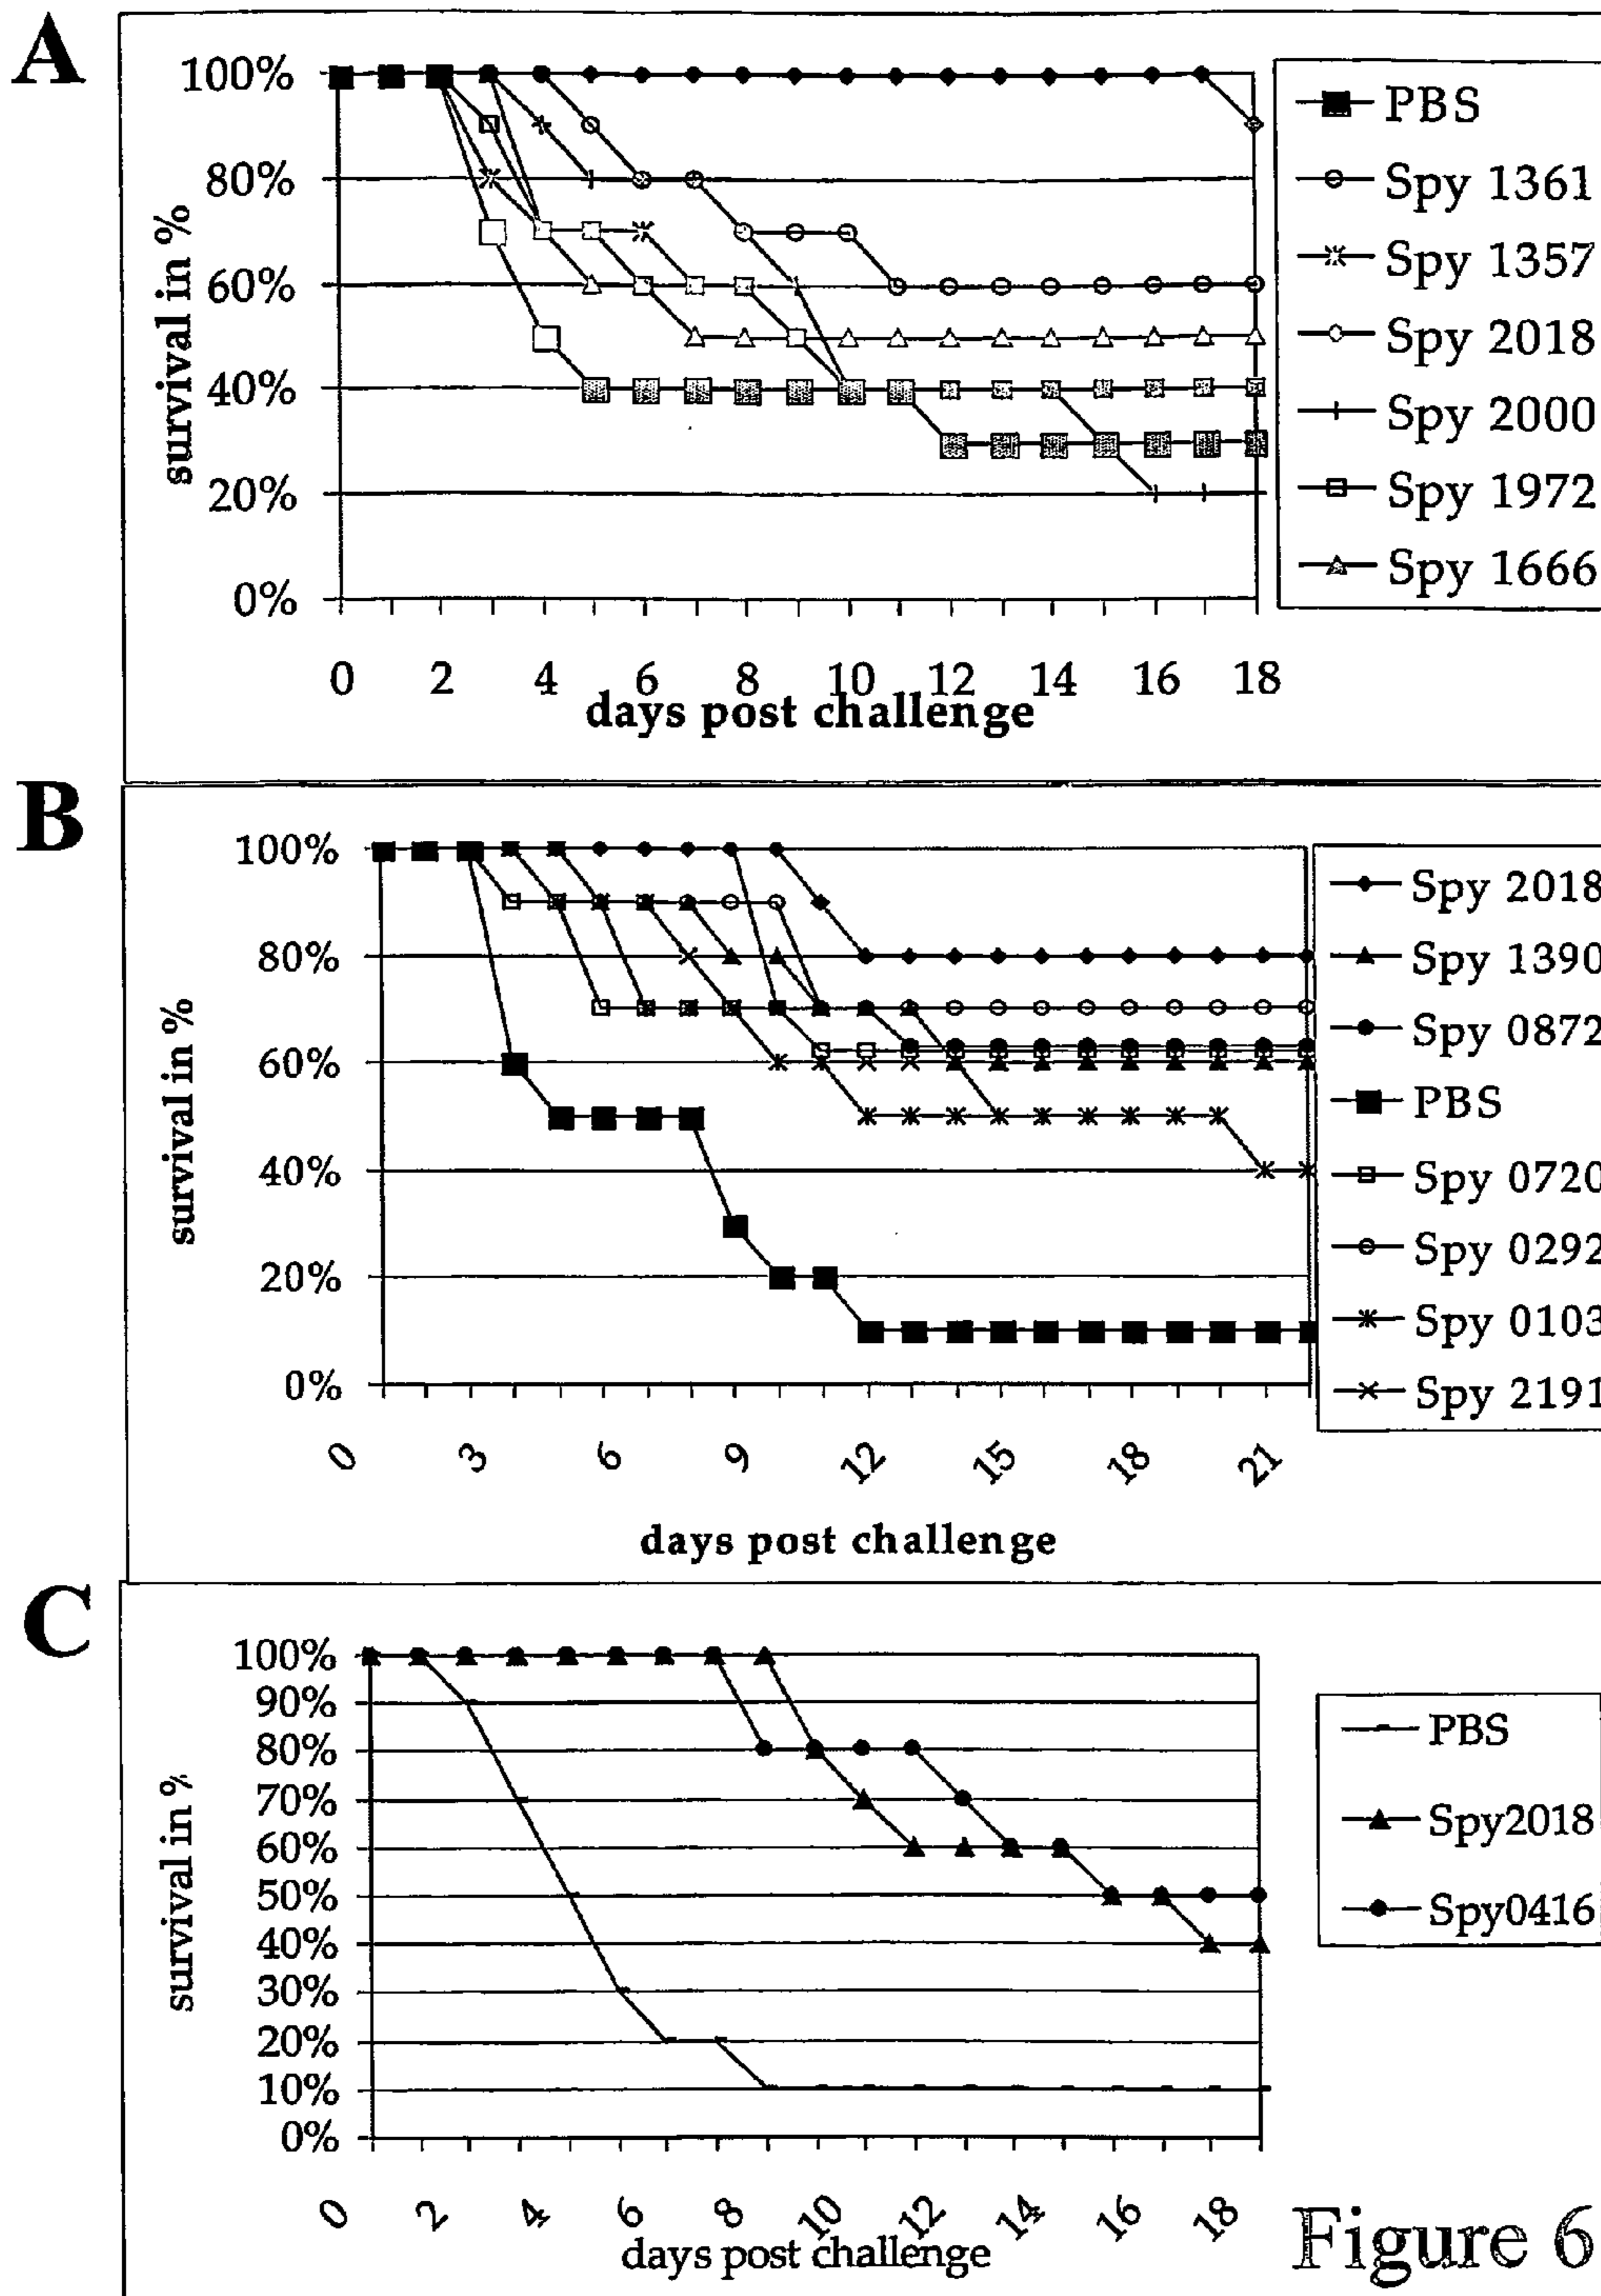 A
100%
80%
60%
40%
20%
0%
survival in %
0 2 4 6 8 10 12 14 16 18
days post challenge
PBS
Spy 1361
Spy 1357
Spy 2018
Spy 2000
Spy 1972
Spy 1666
B
100%
80%
60%
40%
20%
0%
survival in %
0 3 6 9 12 15 18 21
days post challenge
Spy 2018
Spy 1390
Spy 0872
PBS
Spy 0720
Spy 0292
Spy 0103
Spy 2191
C
100%
90%
80%
70%
60%
50%
40%
30%
20%
10%
0%
survival in %
0 2 4 6 8 10 12 14 16 18
days post challenge
PBS
Spy2018
Spy0416
Figure 6